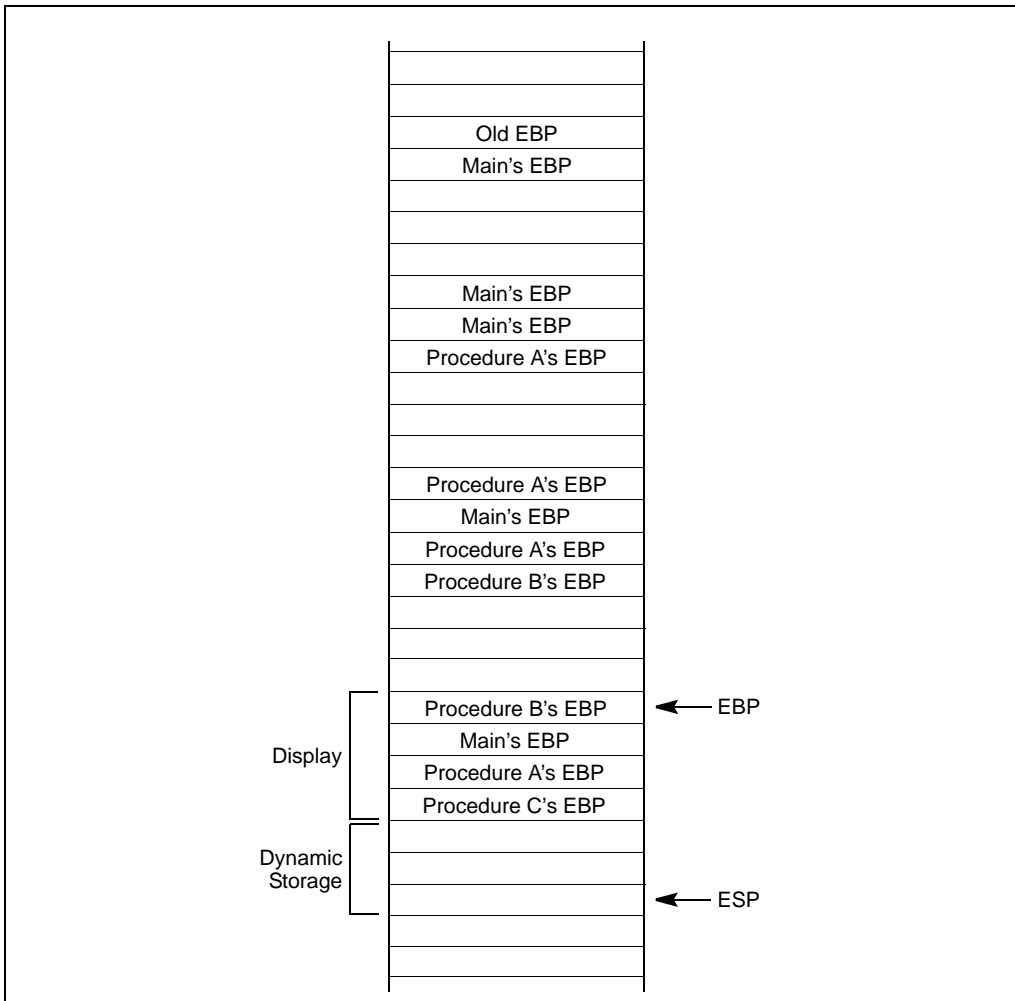 Old EBP
Main's EBP
Main's EBP
Main's EBP
Procedure A's EBP
Procedure A's EBP
Main's EBP
Procedure A's EBP
Procedure B's EBP
Procedure B's EBP
EBP
Main's EBP
Display
Procedure A's EBP
Procedure C's EBP
Dynamic
Storage
ESP